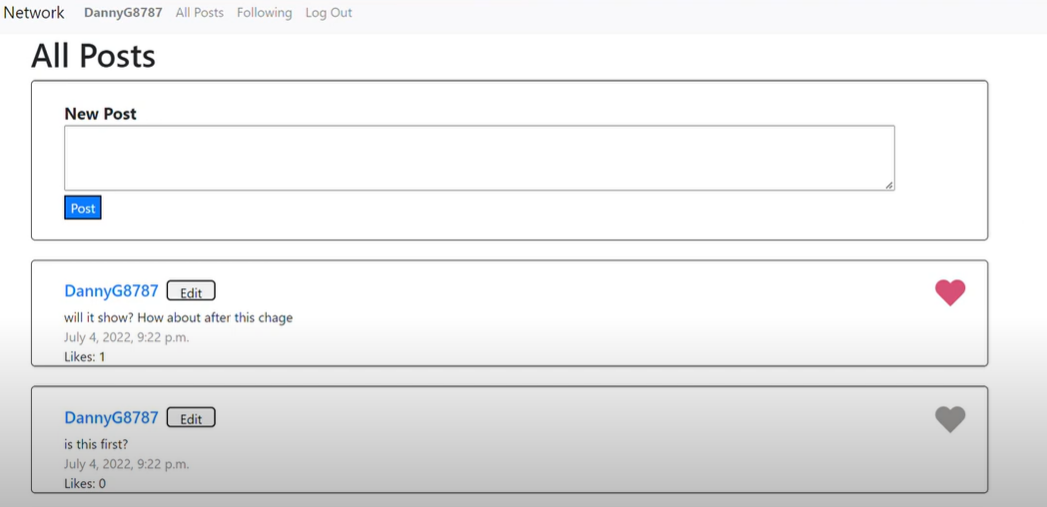 Network DannyG8787 All Posts Following Log Out
All Posts
New Post
Post
DannyG8787 Edit
will it show? How about after this chage
July 4, 2022, 9:22 p.m.
Likes: 1
DannyG8787 Edit
is this first?
July 4, 2022, 9:22 p.m.
Likes: 0